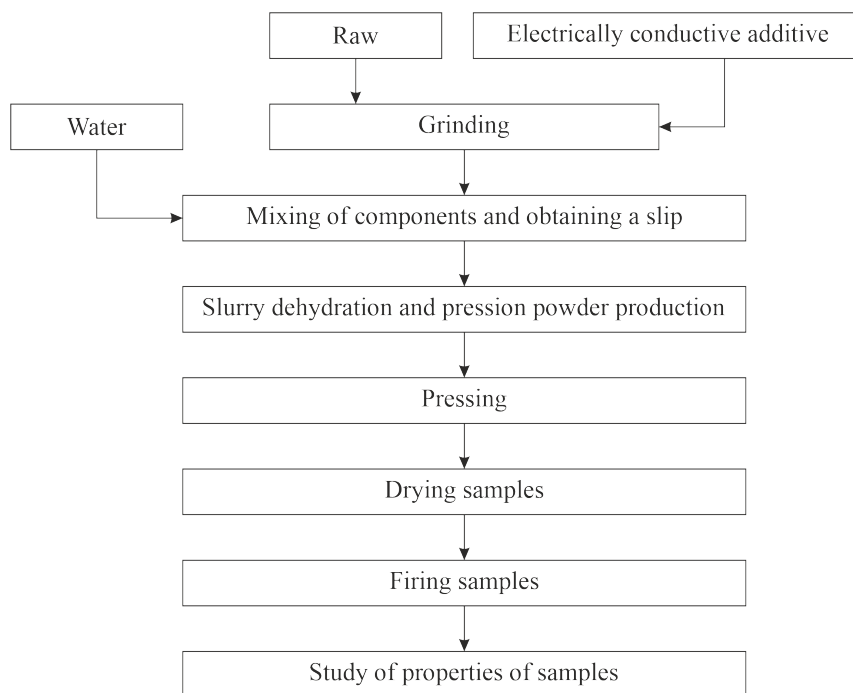 Raw
Electrically conductive additive
Water
Grinding
Mixing of components and obtaining a slip
Slurry dehydration and pression powder production
Pressing
Drying samples
Firing samples
Study of properties of samples